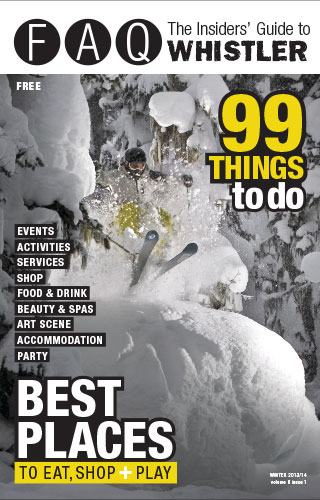 FAQ The Insiders' Guide to
WHISTLER
FREE
99
THINGS
to do
EVENTS
ACTIVITIES
SERVICES
SHOP
FOOD & DRINK
BEAUTY & SPAS
ART SCENE
ACCOMMODATION
PARTY
BEST
PLACES
TO EAT, SHOP + PLAY
WINTER 2013/14
volume 6 issue 1